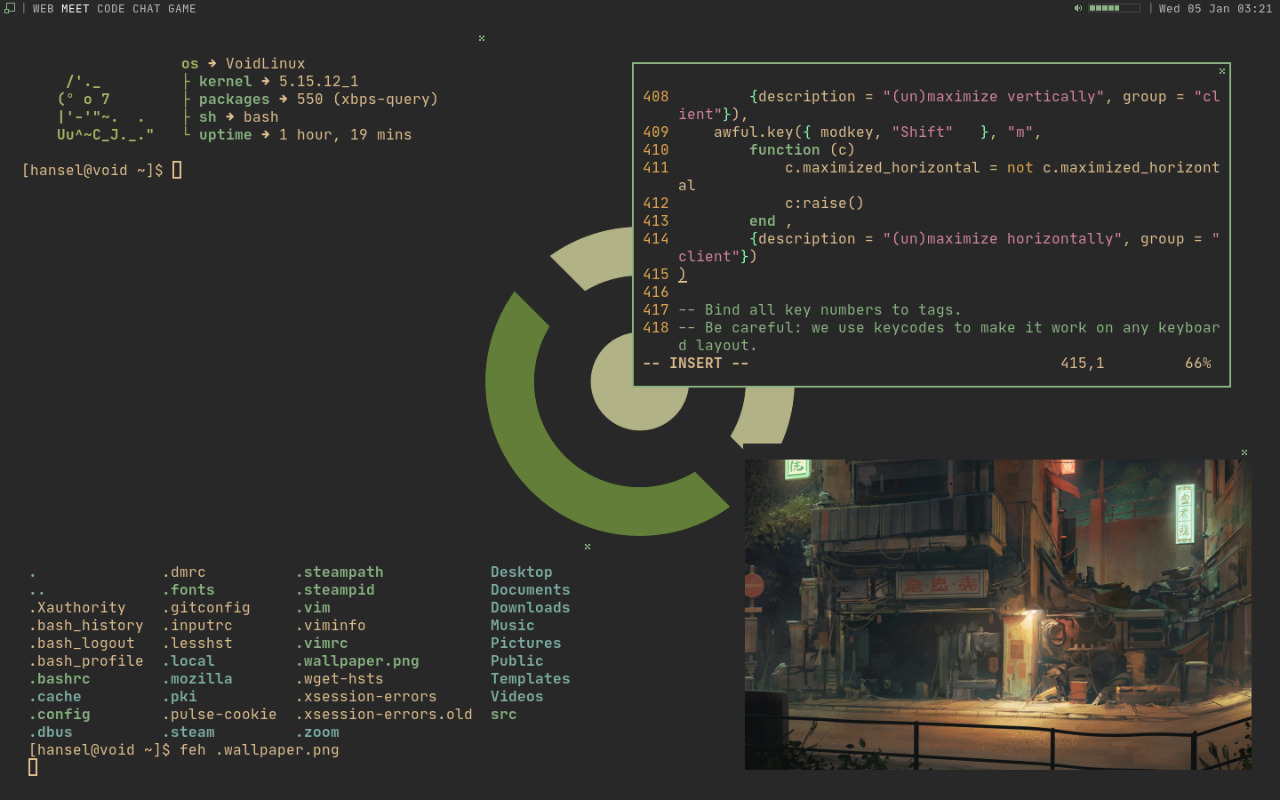 WEB MEET CODE CHAT GAME
Wed 05 Jan 03:21
os → VoidLinux
/'._ ├ kernel → 5.15.12_1
(° o 7 ├ packages → 550 (xbps-query)
|'-'"~. . ├ sh → bash
Uu^~C_J._." └ uptime → 1 hour, 19 mins
[hansel@void ~]$
408 {description = "(un)maximize vertically", group = "cl
ient"}),
409 awful.key({ modkey, "Shift" }, "m",
410 function (c)
411 c.maximized_horizontal = not c.maximized_horizont
al
412 c:raise()
413 end ,
414 {description = "(un)maximize horizontally", group = "
client"})
415 )
416
417 -- Bind all key numbers to tags.
418 -- Be careful: we use keycodes to make it work on any keyboar
d layout.
-- INSERT -- 415,1 66%
. .dmrc .steampath Desktop
.. .fonts .steampid Documents
.Xauthority .gitconfig .vim Downloads
.bash_history .inputrc .viminfo Music
.bash_logout .lesshst .vimrc Pictures
.bash_profile .local .wallpaper.png Public
.bashrc .mozilla .wget-hsts Templates
.cache .pki .xsession-errors Videos
.config .pulse-cookie .xsession-errors.old src
.dbus .steam .zoom
[hansel@void ~]$ feh .wallpaper.png